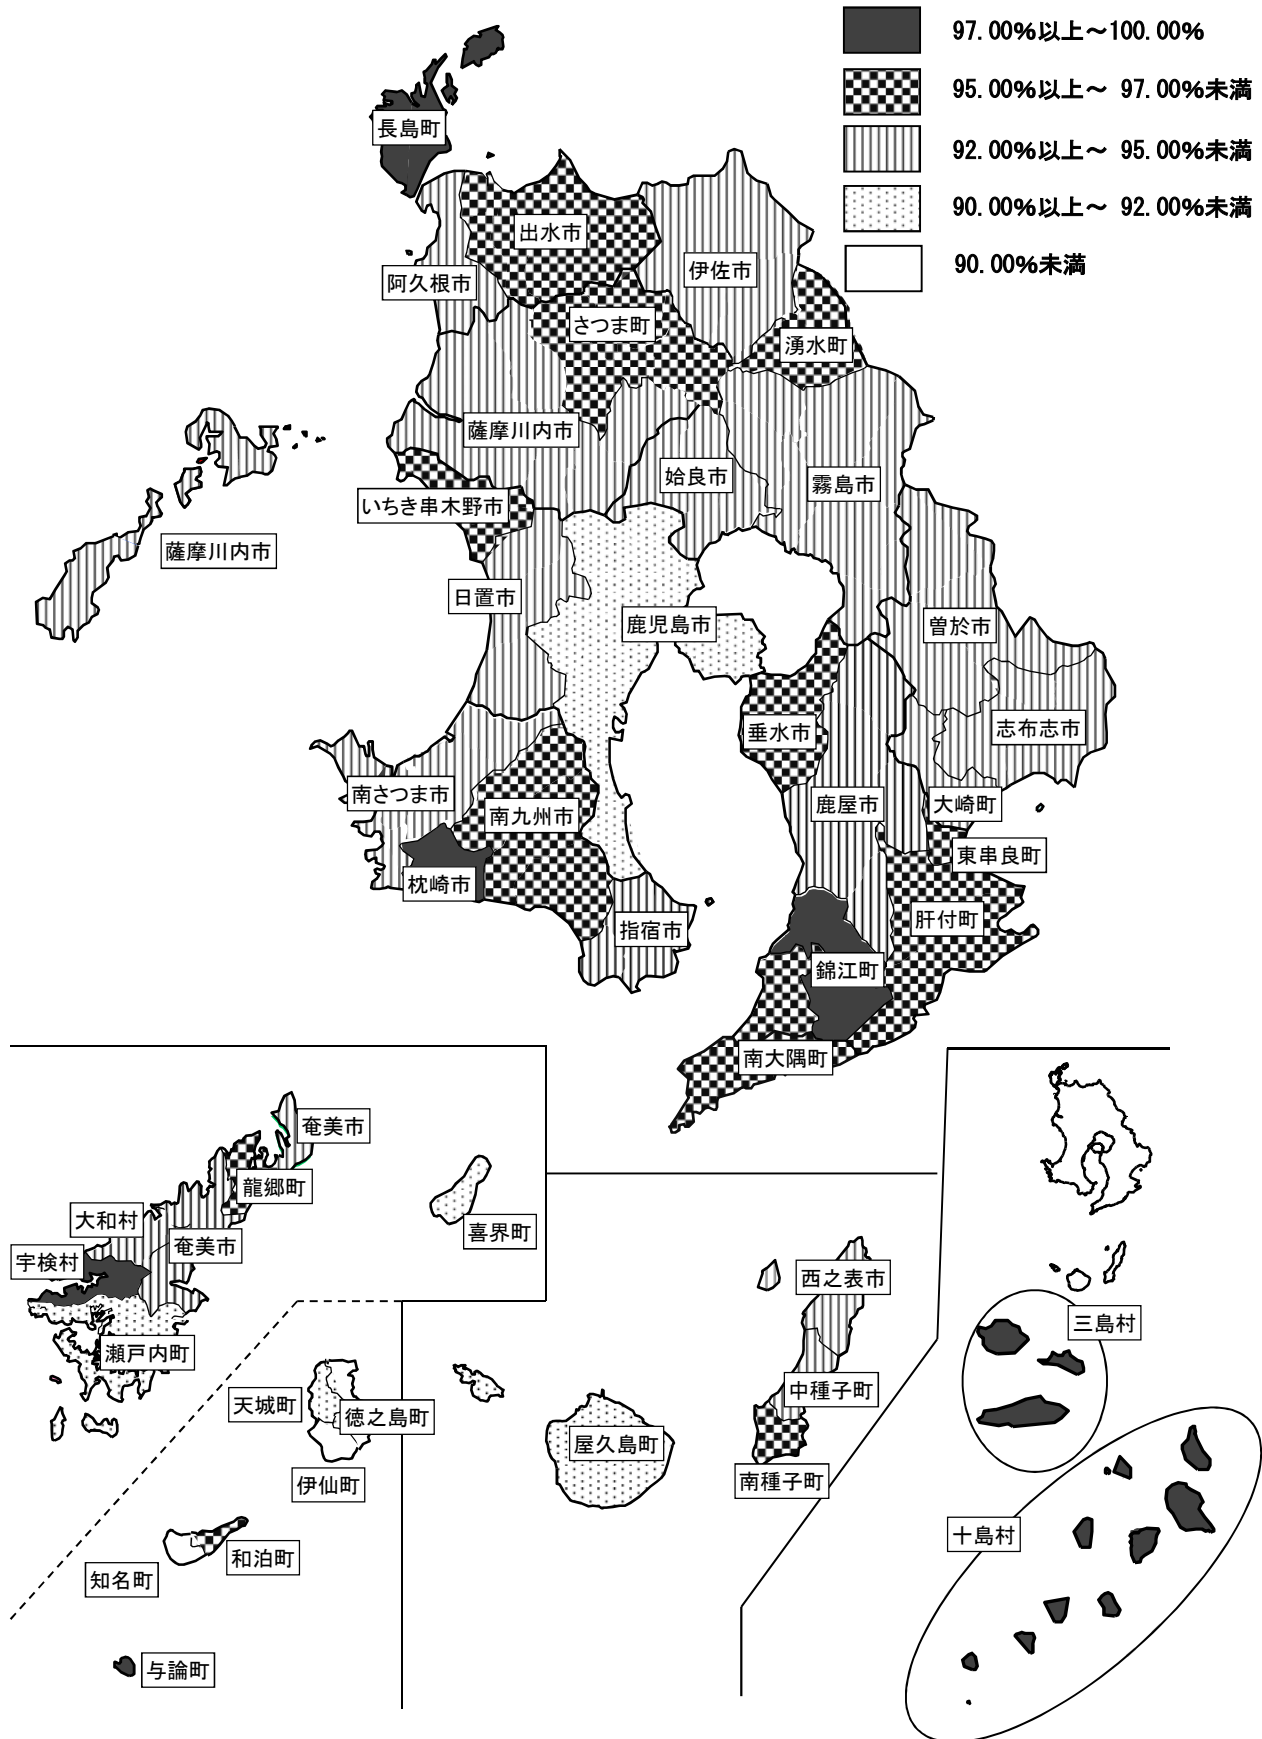 97.00%以上～100.00%
95.00%以上～ 97.00%未満
92.00%以上～ 95.00%未満
90.00%以上～ 92.00%未満
90.00%未満
長島町
出水市
伊佐市
阿久根市
さつま町
湧水町
薩摩川内市
姶良市
霧島市
いちき串木野市
薩摩川内市
日置市
鹿児島市
曽於市
垂水市
志布志市
南さつま市
鹿屋市
大崎町
南九州市
東串良町
枕崎市
肝付町
指宿市
錦江町
南大隅町
奄美市
龍郷町
大和村
喜界町
奄美市
宇検村
西之表市
三島村
瀬戸内町
中種子町
天城町
徳之島町
屋久島町
伊仙町
南種子町
十島村
和泊町
知名町
与論町